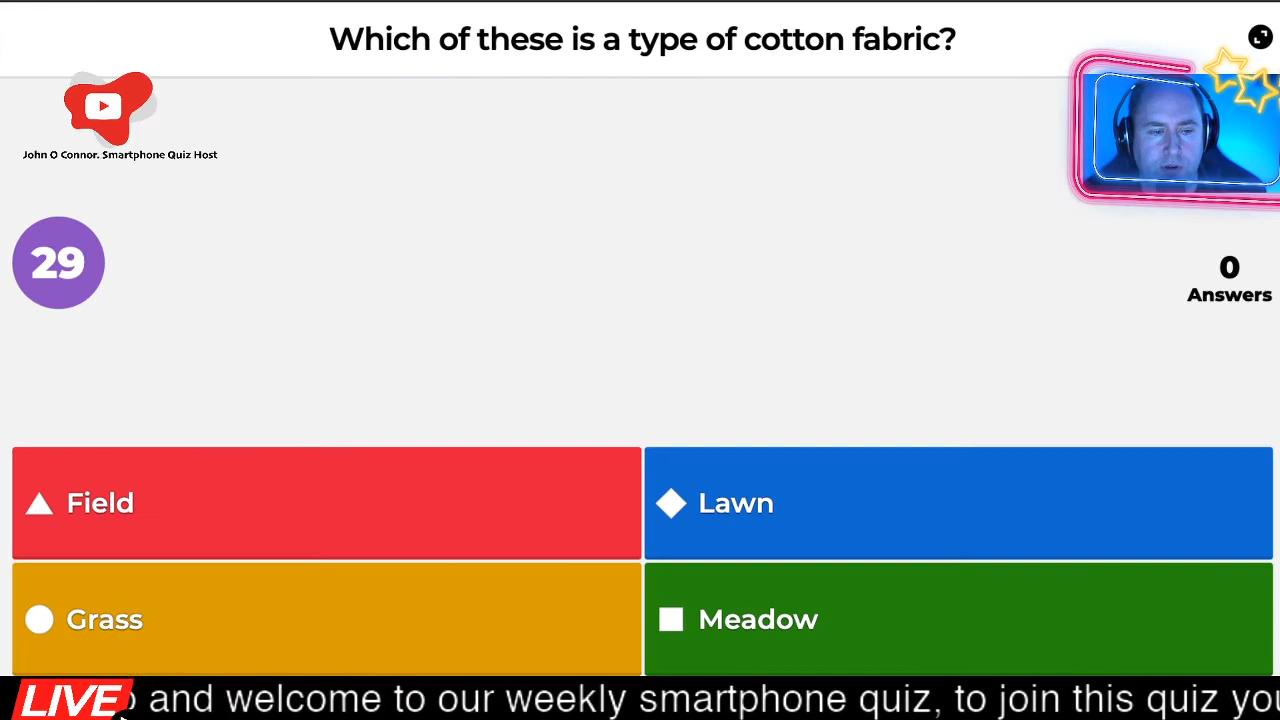 Which of these is a type of cotton fabric?
John O Connor. Smartphone Quiz Host
29
0
Answers
Field
Lawn
Grass
Meadow
LIVE
and welcome to our weekly smartphone quiz, to join this quiz you